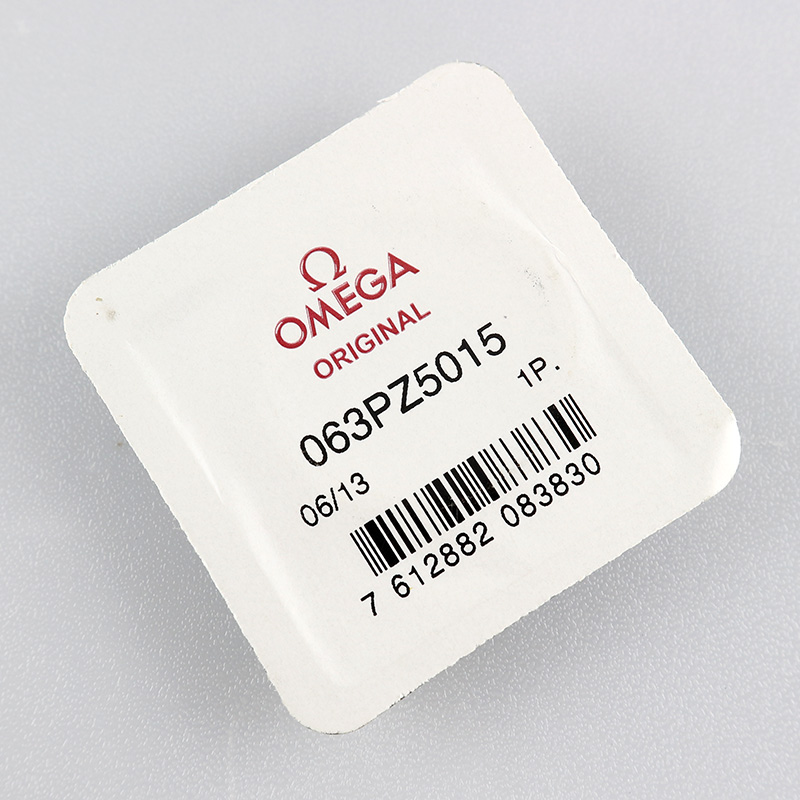 Ω
OMEGA
ORIGINAL
063PZ5015
1P.
06/13
7 612882 083830